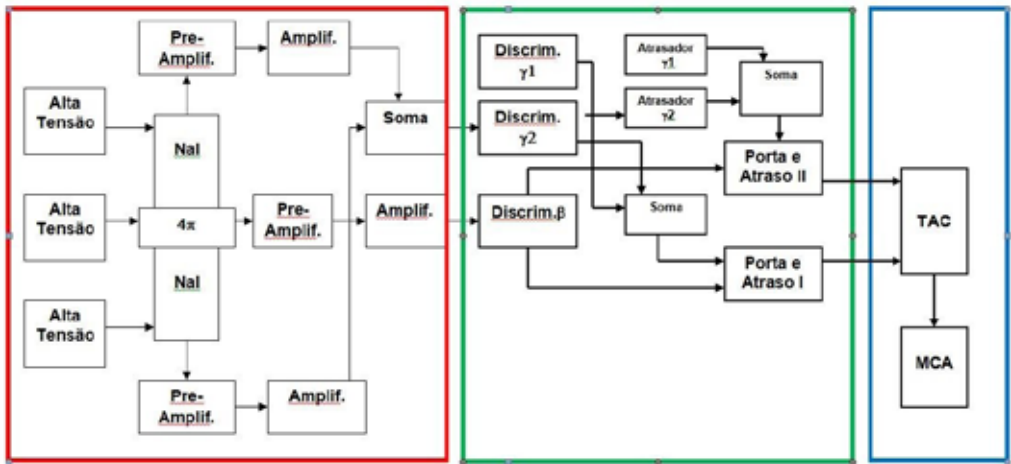 Alta
Tensão
Alta
Tensão
Alta
Tensão
Pre-
Amplif.
Amplif.
NaI
4π
NaI
Pre-
Amplif.
Amplif.
Soma
Pre-
Amplif.
Amplif.
Discrim.
γ1
Discrim.
γ2
Discrim.β
Atrasador
γ1
Atrasador
γ2
Soma
Soma
Porta e
Atraso II
Porta e
Atraso I
TAC
MCA